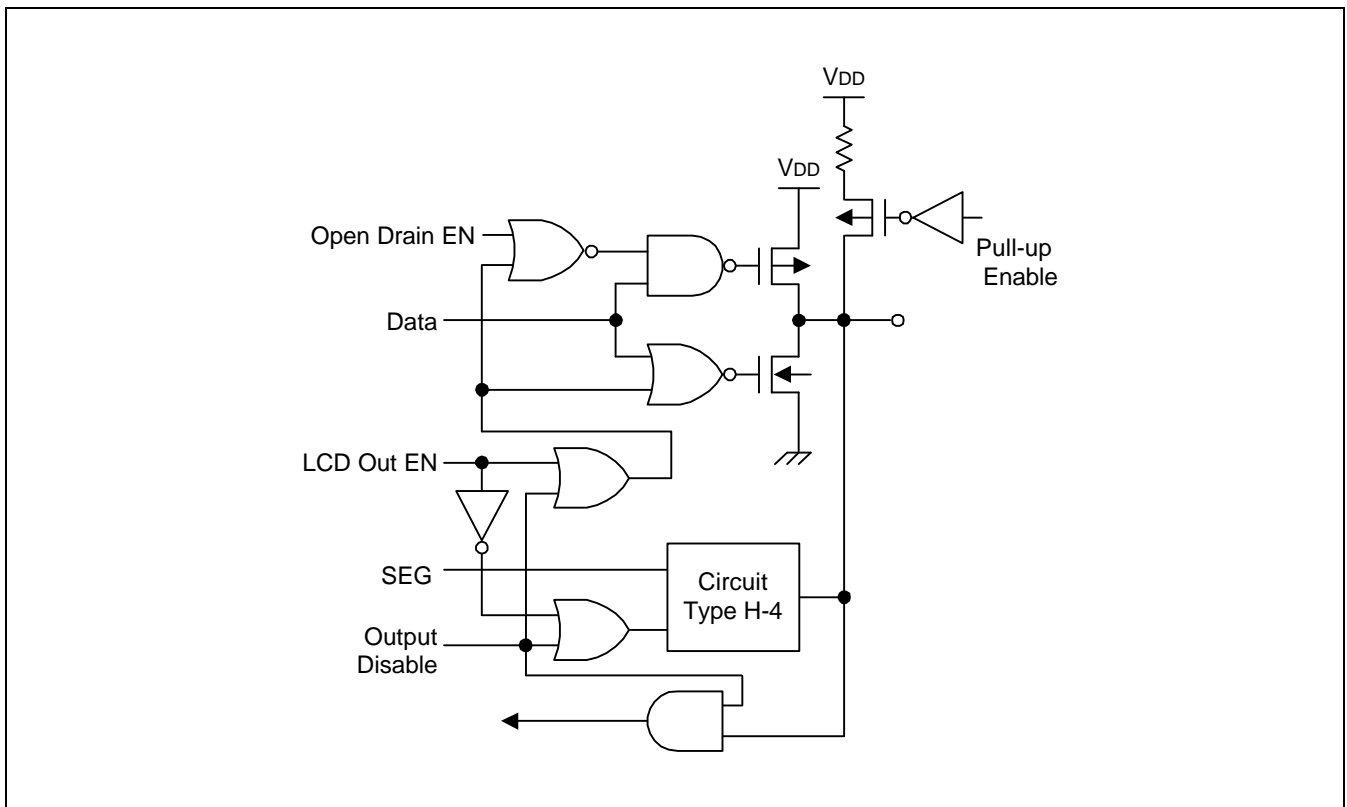 VDD
VDD
Open Drain EN
Pull-up
Enable
Data
LCD Out EN
SEG
Circuit
Type H-4
Output
Disable